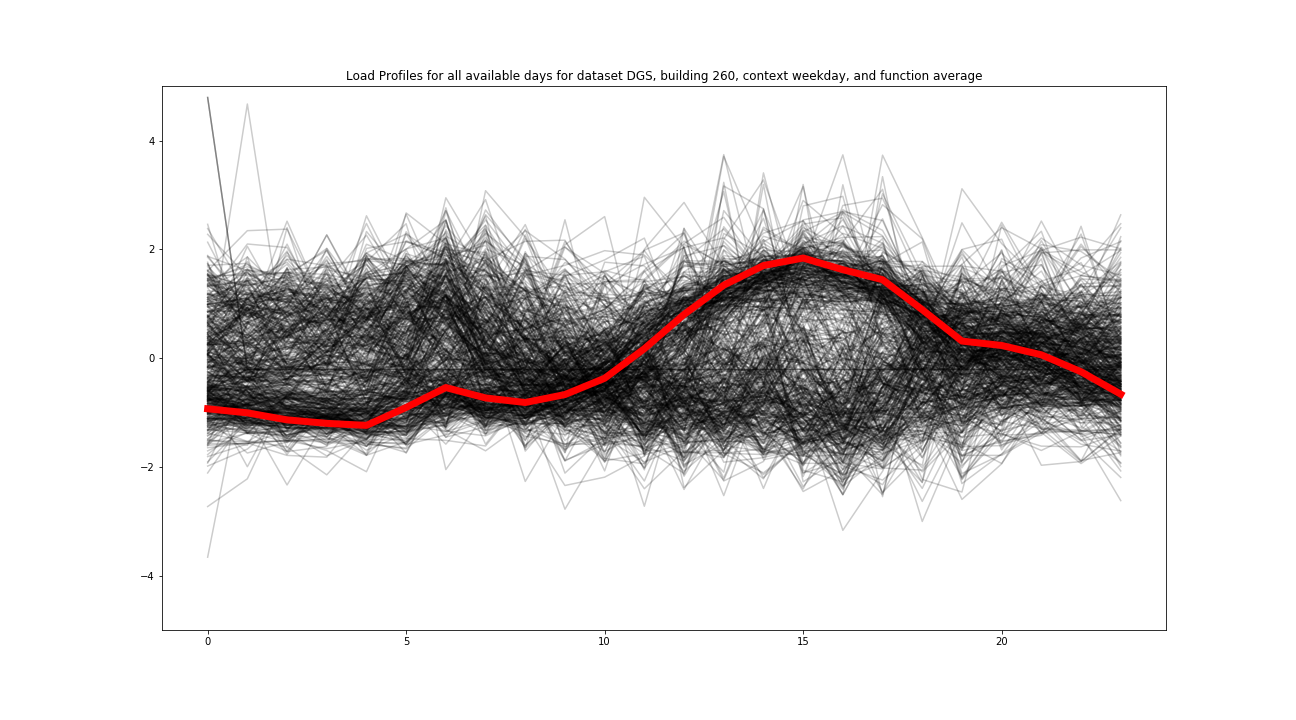 Load Profiles for all available days for dataset DGS, building 260, context weekday, and function average
4
2
0
−2
−4
0 5 10 15 20